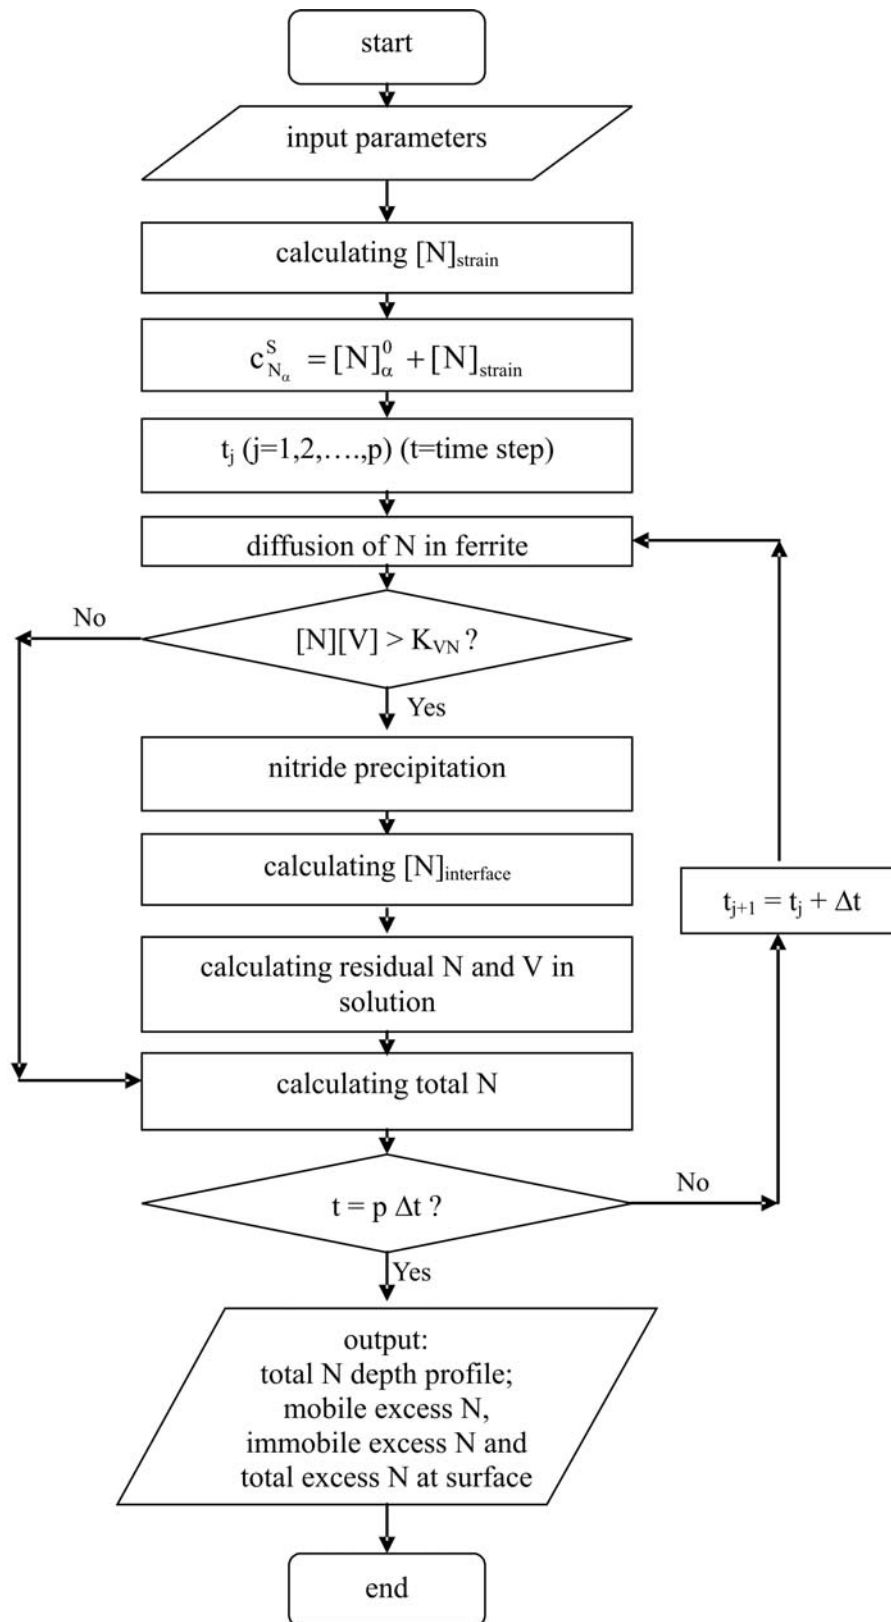 start
input parameters
calculating [N]strain
c^S_Nα = [N]^0_α + [N]strain
tj (j=1,2,….,p) (t=time step)
diffusion of N in ferrite
No
[N][V] > KVN ?
Yes
nitride precipitation
calculating [N]interface
tj+1 = tj + Δt
calculating residual N and V in
solution
calculating total N
t = p Δt ?
No
Yes
output:
total N depth profile;
mobile excess N,
immobile excess N and
total excess N at surface
end